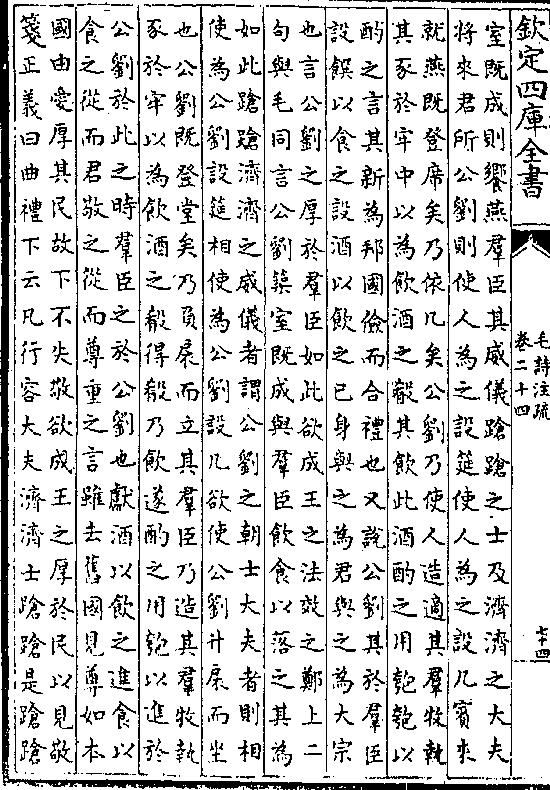 欽定四庫全書
毛詩注疏
卷二十四
十四
室既成則饗燕羣臣其威儀蹌蹌之士及濟濟之大夫
將來君所公劉則使人為之設筵使人為之設几賓來
就燕既登席矣乃依几矣公劉乃使人造適其羣牧執
其豕於牢中以為飲酒之殽其飲此酒酌之用匏匏以
酌之言其新為邦國儉而合禮也又說公劉其於羣臣
設饌以食之設酒以飲之己身與之為君與之為大宗
也言公劉之厚於羣臣如此欲成王之法效之鄭上二
句與毛同言公劉築室既成與羣臣飲食以落之其為
如此蹌蹌濟濟之威儀者謂公劉之朝士大夫者則相
使為公劉設筵相使為公劉設几欲使公劉升扆而坐
也公劉既登堂矣乃負扆而立其羣臣乃造其羣牧執
豕於牢以為飲酒之殽得殽乃飲遂酌之用匏以進於
公劉於此之時羣臣之於公劉也獻酒以飲之進食以
食之從而君敬之從而尊重之言雖去舊國見尊如本
國由愛厚其民故下不失敬欲成王之厚於民以見敬
箋正義曰曲禮下云凡行容大夫濟濟士蹌蹌是蹌蹌